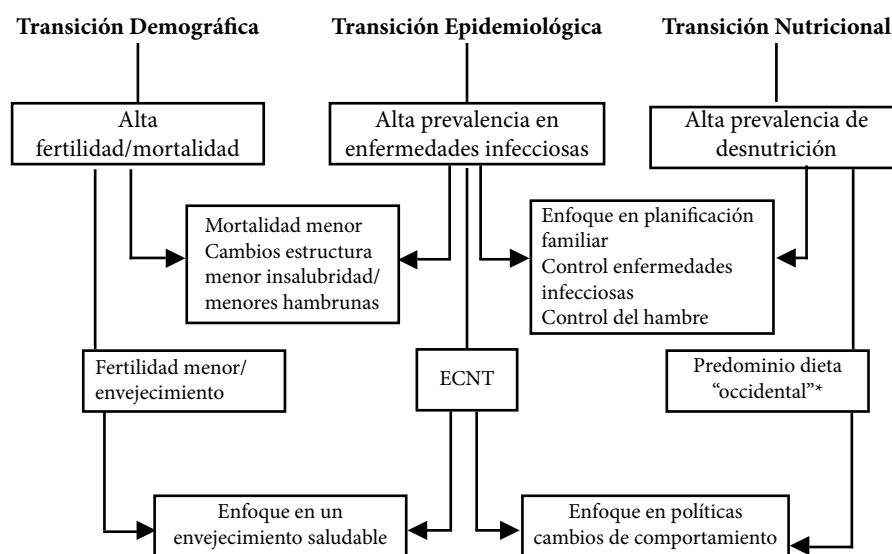 Transición Demográfica
Transición Epidemiológica
Transición Nutricional
Alta
fertilidad/mortalidad
Alta prevalencia en
enfermedades infecciosas
Alta prevalencia de
desnutrición
Mortalidad menor
Cambios estructura
menor insalubridad/
menores hambrunas
Enfoque en planificación
familiar
Control enfermedades
infecciosas
Control del hambre
Fertilidad menor/
envejecimiento
ECNT
Predominio dieta
“occidental”*
Enfoque en un
envejecimiento saludable
Enfoque en políticas
cambios de comportamiento